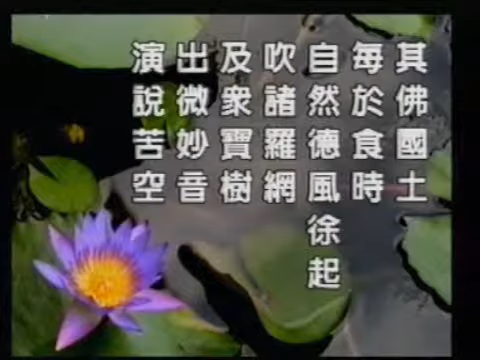 其佛國土
每於食時
自然德風徐起
吹諸羅網
及眾寶樹
出微妙音
演說苦空